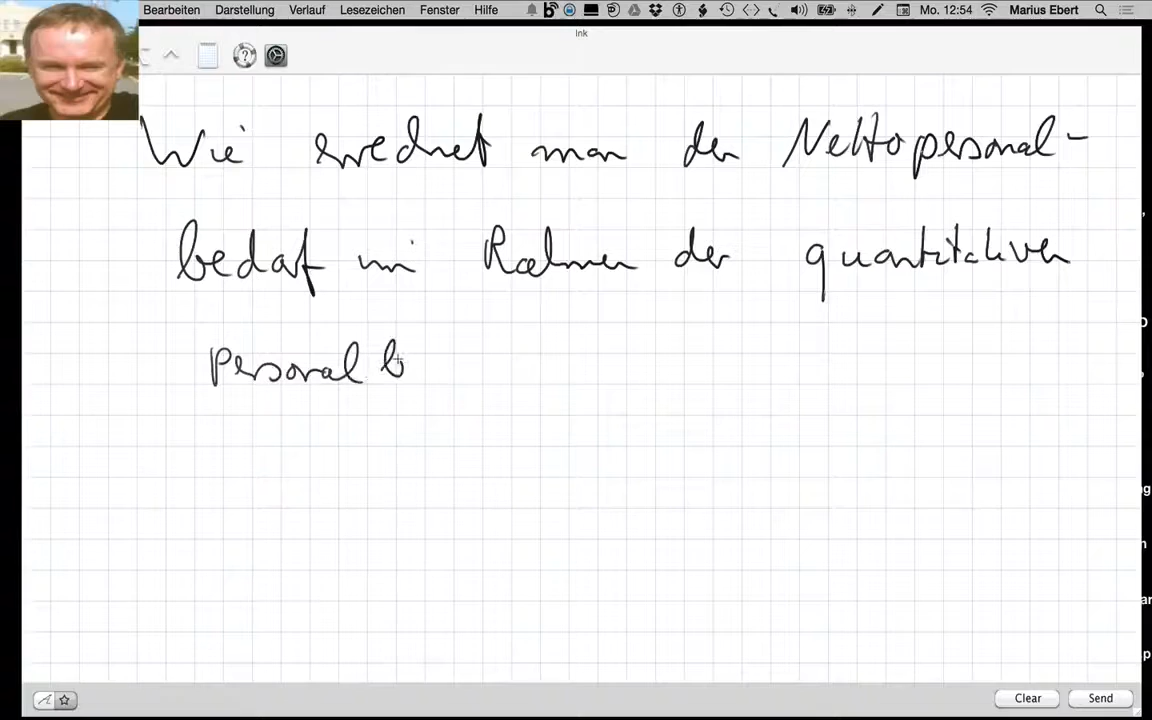 Bearbeiten Darstellung Verlauf Lesezeichen Fenster Hilfe Mo. 12:54 Marius Ebert
Ink
Wie errechnet man den Nettopersonal-
bedarf im Rahmen der quantitativen
Personal b
Clear Send